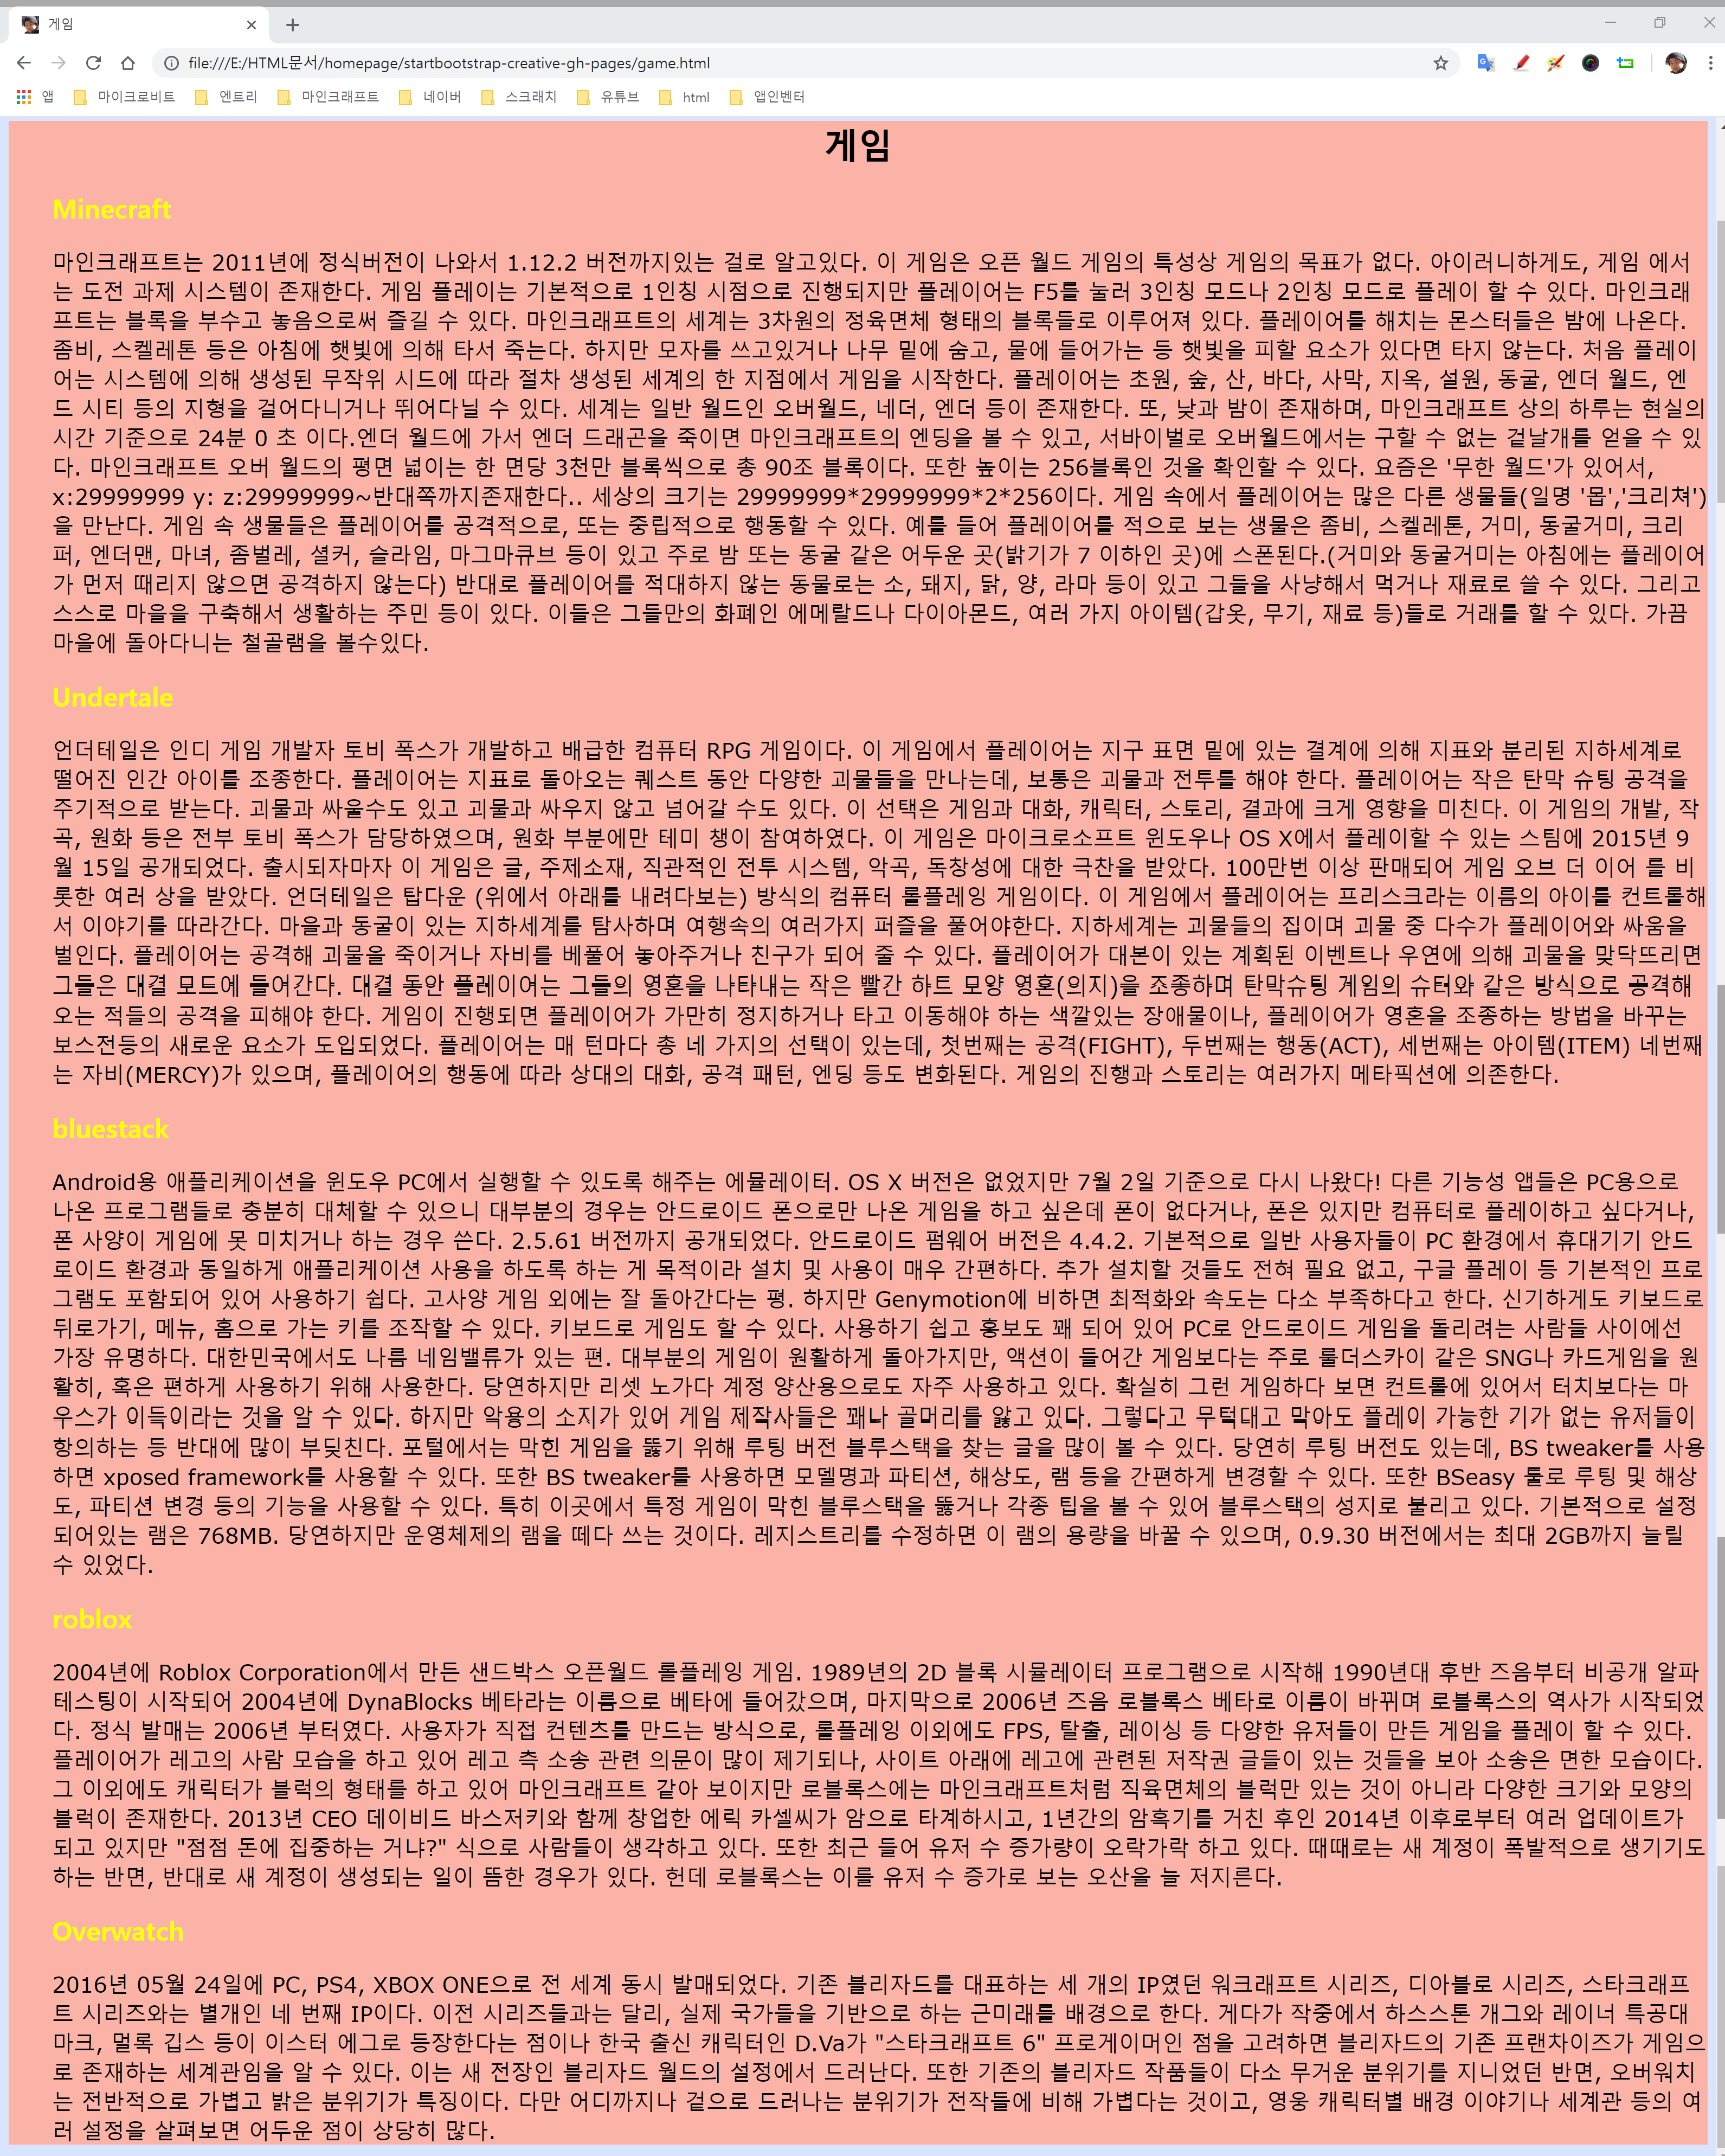 게임
file:///E:/HTML문서/homepage/startbootstrap-creative-gh-pages/game.html
앱 마이크로비트 엔트리 마인크래프트 네이버 스크래치 유튜브 html 앱인벤터
게임
Minecraft
마인크래프트는 2011년에 정식버전이 나와서 1.12.2 버전까지있는 걸로 알고있다. 이 게임은 오픈 월드 게임의 특성상 게임의 목표가 없다. 아이러니하게도, 게임 에서
는 도전 과제 시스템이 존재한다. 게임 플레이는 기본적으로 1인칭 시점으로 진행되지만 플레이어는 F5를 눌러 3인칭 모드나 2인칭 모드로 플레이 할 수 있다. 마인크래
프트는 블록을 부수고 놓음으로써 즐길 수 있다. 마인크래프트의 세계는 3차원의 정육면체 형태의 블록들로 이루어져 있다. 플레이어를 해치는 몬스터들은 밤에 나온다.
좀비, 스켈레톤 등은 아침에 햇빛에 의해 타서 죽는다. 하지만 모자를 쓰고있거나 나무 밑에 숨고, 물에 들어가는 등 햇빛을 피할 요소가 있다면 타지 않는다. 처음 플레이
어는 시스템에 의해 생성된 무작위 시드에 따라 절차 생성된 세계의 한 지점에서 게임을 시작한다. 플레이어는 초원, 숲, 산, 바다, 사막, 지옥, 설원, 동굴, 엔더 월드, 엔
드 시티 등의 지형을 걸어다니거나 뛰어다닐 수 있다. 세계는 일반 월드인 오버월드, 네더, 엔더 등이 존재한다. 또, 낮과 밤이 존재하며, 마인크래프트 상의 하루는 현실의
시간 기준으로 24분 0 초 이다.엔더 월드에 가서 엔더 드래곤을 죽이면 마인크래프트의 엔딩을 볼 수 있고, 서바이벌로 오버월드에서는 구할 수 없는 겉날개를 얻을 수 있
다. 마인크래프트 오버 월드의 평면 넓이는 한 면당 3천만 블록씩으로 총 90조 블록이다. 또한 높이는 256블록인 것을 확인할 수 있다. 요즘은 '무한 월드'가 있어서,
x:29999999 y: z:29999999~반대쪽까지존재한다.. 세상의 크기는 29999999*29999999*2*256이다. 게임 속에서 플레이어는 많은 다른 생물들(일명 '몹','크리쳐')
을 만난다. 게임 속 생물들은 플레이어를 공격적으로, 또는 중립적으로 행동할 수 있다. 예를 들어 플레이어를 적으로 보는 생물은 좀비, 스켈레톤, 거미, 동굴거미, 크리
퍼, 엔더맨, 마녀, 좀벌레, 셜커, 슬라임, 마그마큐브 등이 있고 주로 밤 또는 동굴 같은 어두운 곳(밝기가 7 이하인 곳)에 스폰된다.(거미와 동굴거미는 아침에는 플레이어
가 먼저 때리지 않으면 공격하지 않는다) 반대로 플레이어를 적대하지 않는 동물로는 소, 돼지, 닭, 양, 라마 등이 있고 그들을 사냥해서 먹거나 재료로 쓸 수 있다. 그리고
스스로 마을을 구축해서 생활하는 주민 등이 있다. 이들은 그들만의 화폐인 에메랄드나 다이아몬드, 여러 가지 아이템(갑옷, 무기, 재료 등)들로 거래를 할 수 있다. 가끔
마을에 돌아다니는 철골램을 볼수있다.
Undertale
언더테일은 인디 게임 개발자 토비 폭스가 개발하고 배급한 컴퓨터 RPG 게임이다. 이 게임에서 플레이어는 지구 표면 밑에 있는 결계에 의해 지표와 분리된 지하세계로
떨어진 인간 아이를 조종한다. 플레이어는 지표로 돌아오는 퀘스트 동안 다양한 괴물들을 만나는데, 보통은 괴물과 전투를 해야 한다. 플레이어는 작은 탄막 슈팅 공격을
주기적으로 받는다. 괴물과 싸울수도 있고 괴물과 싸우지 않고 넘어갈 수도 있다. 이 선택은 게임과 대화, 캐릭터, 스토리, 결과에 크게 영향을 미친다. 이 게임의 개발, 작
곡, 원화 등은 전부 토비 폭스가 담당하였으며, 원화 부분에만 테미 챙이 참여하였다. 이 게임은 마이크로소프트 윈도우나 OS X에서 플레이할 수 있는 스팀에 2015년 9
월 15일 공개되었다. 출시되자마자 이 게임은 글, 주제소재, 직관적인 전투 시스템, 악곡, 독창성에 대한 극찬을 받았다. 100만번 이상 판매되어 게임 오브 더 이어 를 비
롯한 여러 상을 받았다. 언더테일은 탑다운 (위에서 아래를 내려다보는) 방식의 컴퓨터 롤플레잉 게임이다. 이 게임에서 플레이어는 프리스크라는 이름의 아이를 컨트롤해
서 이야기를 따라간다. 마을과 동굴이 있는 지하세계를 탐사하며 여행속의 여러가지 퍼즐을 풀어야한다. 지하세계는 괴물들의 집이며 괴물 중 다수가 플레이어와 싸움을
벌인다. 플레이어는 공격해 괴물을 죽이거나 자비를 베풀어 놓아주거나 친구가 되어 줄 수 있다. 플레이어가 대본이 있는 계획된 이벤트나 우연에 의해 괴물을 맞닥뜨리면
그들은 대결 모드에 들어간다. 대결 동안 플레이어는 그들의 영혼을 나타내는 작은 빨간 하트 모양 영혼(의지)을 조종하며 탄막슈팅 게임의 슈터와 같은 방식으로 공격해
오는 적들의 공격을 피해야 한다. 게임이 진행되면 플레이어가 가만히 정지하거나 타고 이동해야 하는 색깔있는 장애물이나, 플레이어가 영혼을 조종하는 방법을 바꾸는
보스전등의 새로운 요소가 도입되었다. 플레이어는 매 턴마다 총 네 가지의 선택이 있는데, 첫번째는 공격(FIGHT), 두번째는 행동(ACT), 세번째는 아이템(ITEM) 네번째
는 자비(MERCY)가 있으며, 플레이어의 행동에 따라 상대의 대화, 공격 패턴, 엔딩 등도 변화된다. 게임의 진행과 스토리는 여러가지 메타픽션에 의존한다.
bluestack
Android용 애플리케이션을 윈도우 PC에서 실행할 수 있도록 해주는 에뮬레이터. OS X 버전은 없었지만 7월 2일 기준으로 다시 나왔다! 다른 기능성 앱들은 PC용으로
나온 프로그램들로 충분히 대체할 수 있으니 대부분의 경우는 안드로이드 폰으로만 나온 게임을 하고 싶은데 폰이 없다거나, 폰은 있지만 컴퓨터로 플레이하고 싶다거나,
폰 사양이 게임에 못 미치거나 하는 경우 쓴다. 2.5.61 버전까지 공개되었다. 안드로이드 펌웨어 버전은 4.4.2. 기본적으로 일반 사용자들이 PC 환경에서 휴대기기 안드
로이드 환경과 동일하게 애플리케이션 사용을 하도록 하는 게 목적이라 설치 및 사용이 매우 간편하다. 추가 설치할 것들도 전혀 필요 없고, 구글 플레이 등 기본적인 프로
그램도 포함되어 있어 사용하기 쉽다. 고사양 게임 외에는 잘 돌아간다는 평. 하지만 Genymotion에 비하면 최적화와 속도는 다소 부족하다고 한다. 신기하게도 키보드로
뒤로가기, 메뉴, 홈으로 가는 키를 조작할 수 있다. 키보드로 게임도 할 수 있다. 사용하기 쉽고 홍보도 꽤 되어 있어 PC로 안드로이드 게임을 돌리려는 사람들 사이에선
가장 유명하다. 대한민국에서도 나름 네임밸류가 있는 편. 대부분의 게임이 원활하게 돌아가지만, 액션이 들어간 게임보다는 주로 룰더스카이 같은 SNG나 카드게임을 원
활히, 혹은 편하게 사용하기 위해 사용한다. 당연하지만 리셋 노가다 계정 양산용으로도 자주 사용하고 있다. 확실히 그런 게임하다 보면 컨트롤에 있어서 터치보다는 마
우스가 이득이라는 것을 알 수 있다. 하지만 악용의 소지가 있어 게임 제작사들은 꽤나 골머리를 앓고 있다. 그렇다고 무턱대고 막아도 플레이 가능한 기가 없는 유저들이
항의하는 등 반대에 많이 부딪친다. 포털에서는 막힌 게임을 뚫기 위해 루팅 버전 블루스택을 찾는 글을 많이 볼 수 있다. 당연히 루팅 버전도 있는데, BS tweaker를 사용
하면 xposed framework를 사용할 수 있다. 또한 BS tweaker를 사용하면 모델명과 파티션, 해상도, 램 등을 간편하게 변경할 수 있다. 또한 BSeasy 툴로 루팅 및 해상
도, 파티션 변경 등의 기능을 사용할 수 있다. 특히 이곳에서 특정 게임이 막힌 블루스택을 뚫거나 각종 팁을 볼 수 있어 블루스택의 성지로 불리고 있다. 기본적으로 설정
되어있는 램은 768MB. 당연하지만 운영체제의 램을 떼다 쓰는 것이다. 레지스트리를 수정하면 이 램의 용량을 바꿀 수 있으며, 0.9.30 버전에서는 최대 2GB까지 늘릴
수 있었다.
roblox
2004년에 Roblox Corporation에서 만든 샌드박스 오픈월드 롤플레잉 게임. 1989년의 2D 블록 시뮬레이터 프로그램으로 시작해 1990년대 후반 즈음부터 비공개 알파
테스팅이 시작되어 2004년에 DynaBlocks 베타라는 이름으로 베타에 들어갔으며, 마지막으로 2006년 즈음 로블록스 베타로 이름이 바뀌며 로블록스의 역사가 시작되었
다. 정식 발매는 2006년 부터였다. 사용자가 직접 컨텐츠를 만드는 방식으로, 롤플레잉 이외에도 FPS, 탈출, 레이싱 등 다양한 유저들이 만든 게임을 플레이 할 수 있다.
플레이어가 레고의 사람 모습을 하고 있어 레고 측 소송 관련 의문이 많이 제기되나, 사이트 아래에 레고에 관련된 저작권 글들이 있는 것들을 보아 소송은 면한 모습이다.
그 이외에도 캐릭터가 블럭의 형태를 하고 있어 마인크래프트 같아 보이지만 로블록스에는 마인크래프트처럼 직육면체의 블럭만 있는 것이 아니라 다양한 크기와 모양의
블럭이 존재한다. 2013년 CEO 데이비드 바스저키와 함께 창업한 에릭 카셀씨가 암으로 타계하시고, 1년간의 암흑기를 거친 후인 2014년 이후로부터 여러 업데이트가
되고 있지만 "점점 돈에 집중하는 거냐?" 식으로 사람들이 생각하고 있다. 또한 최근 들어 유저 수 증가량이 오락가락 하고 있다. 때때로는 새 계정이 폭발적으로 생기기도
하는 반면, 반대로 새 계정이 생성되는 일이 뜸한 경우가 있다. 헌데 로블록스는 이를 유저 수 증가로 보는 오산을 늘 저지른다.
Overwatch
2016년 05월 24일에 PC, PS4, XBOX ONE으로 전 세계 동시 발매되었다. 기존 블리자드를 대표하는 세 개의 IP였던 워크래프트 시리즈, 디아블로 시리즈, 스타크래프
트 시리즈와는 별개인 네 번째 IP이다. 이전 시리즈들과는 달리, 실제 국가들을 기반으로 하는 근미래를 배경으로 한다. 게다가 작중에서 하스스톤 개그와 레이너 특공대
마크, 멀록 깁스 등이 이스터 에그로 등장한다는 점이나 한국 출신 캐릭터인 D.Va가 "스타크래프트 6" 프로게이머인 점을 고려하면 블리자드의 기존 프랜차이즈가 게임으
로 존재하는 세계관임을 알 수 있다. 이는 새 전장인 블리자드 월드의 설정에서 드러난다. 또한 기존의 블리자드 작품들이 다소 무거운 분위기를 지니었던 반면, 오버워치
는 전반적으로 가볍고 밝은 분위기가 특징이다. 다만 어디까지나 겉으로 드러나는 분위기가 전작들에 비해 가볍다는 것이고, 영웅 캐릭터별 배경 이야기나 세계관 등의 여
러 설정을 살펴보면 어두운 점이 상당히 많다.